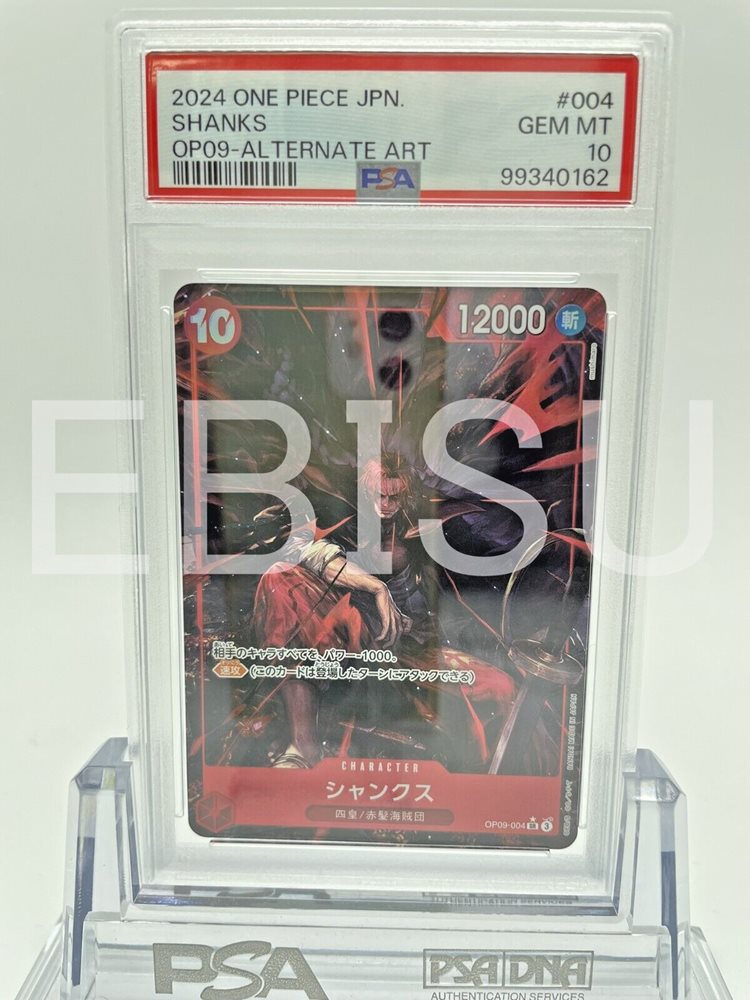 2024 ONE PIECE JPN.
#004
SHANKS
GEM MT
OP09-ALTERNATE ART
10
PSA
99340162
10
12000
斬
EBISU
相手のキャラすべてを、パワー-1000。
速攻 (このカードは登場したターンにアタックできる)
CHARACTER
シャンクス
四皇/赤髪海賊団
OP09-004 SR 3
PSA
PSA DNA
AUTHENTICATION SERVICES